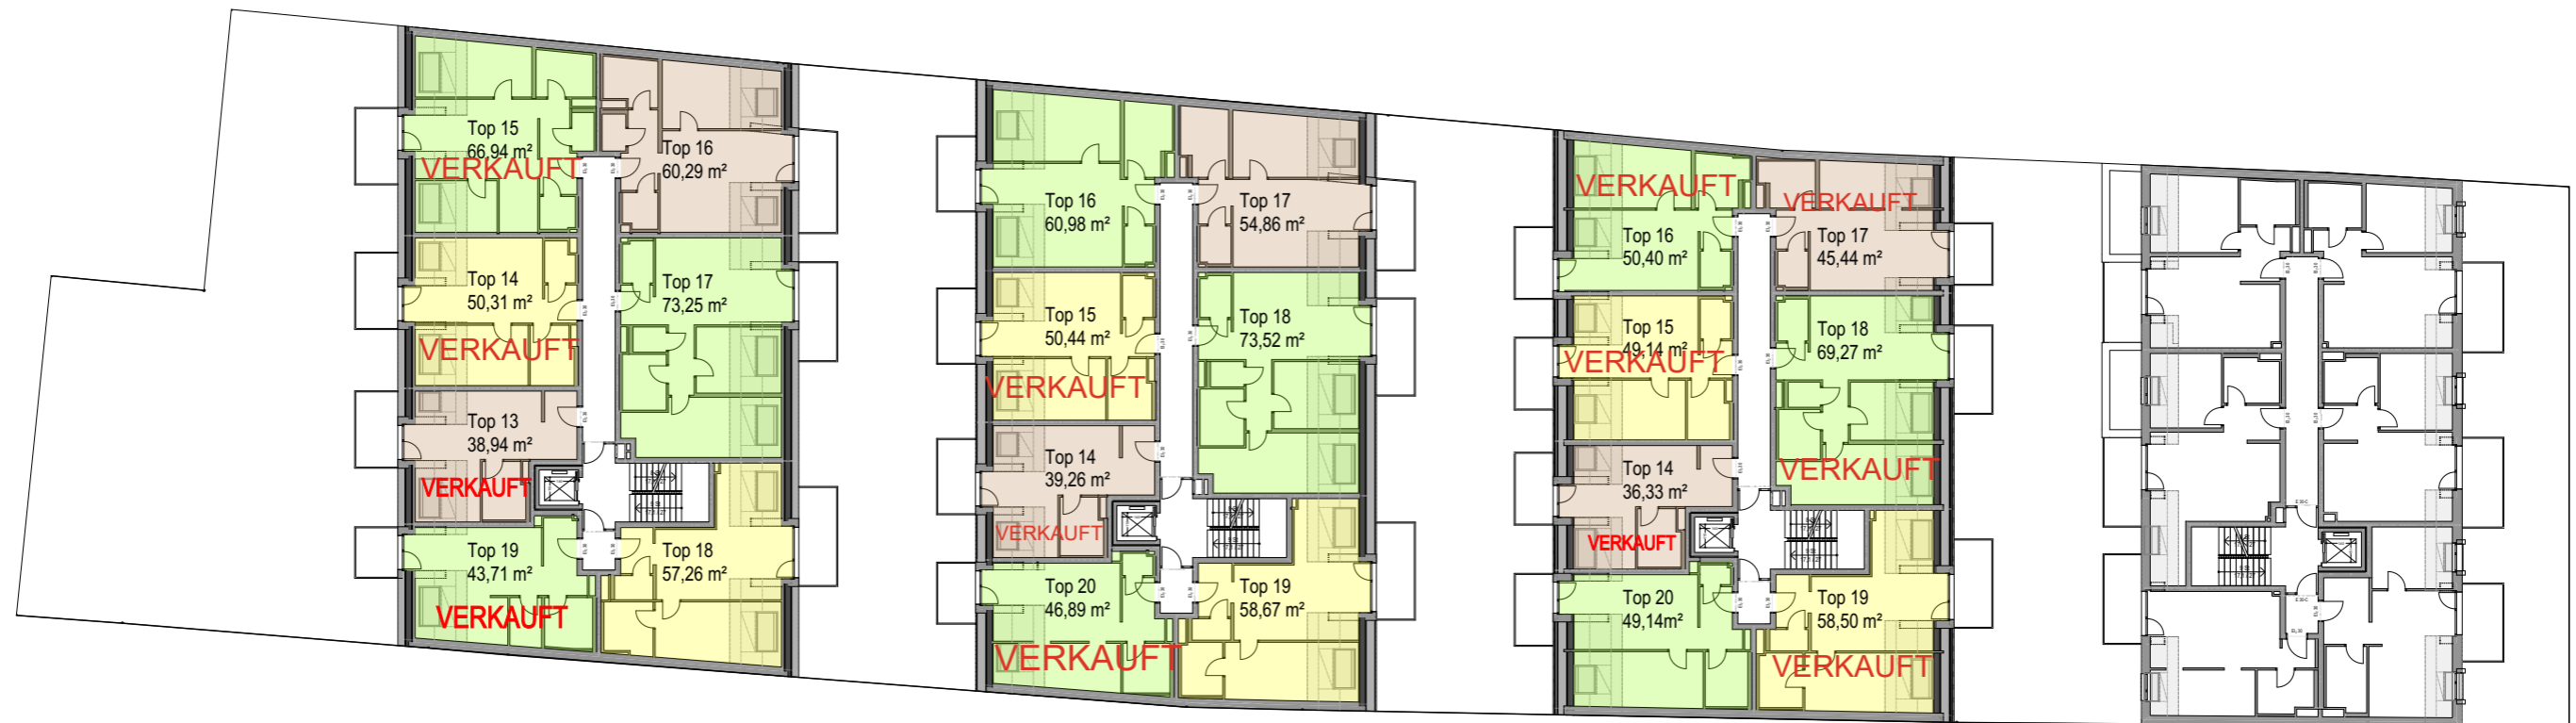 Top 15
66,94 m²
VERKAUFT
Top 16
60,29 m²
Top 14
50,31 m²
VERKAUFT
Top 17
73,25 m²
Top 13
38,94 m²
VERKAUFT
Top 19
43,71 m²
VERKAUFT
Top 18
57,26 m²
Top 16
60,98 m²
Top 17
54,86 m²
Top 15
50,44 m²
VERKAUFT
Top 18
73,52 m²
Top 14
39,26 m²
VERKAUFT
Top 20
46,89 m²
VERKAUFT
Top 19
58,67 m²
VERKAUFT
Top 16
50,40 m²
VERKAUFT
Top 17
45,44 m²
Top 15
49,14 m²
VERKAUFT
Top 18
69,27 m²
VERKAUFT
Top 14
36,33 m²
VERKAUFT
Top 20
49,14m²
Top 19
58,50 m²
VERKAUFT